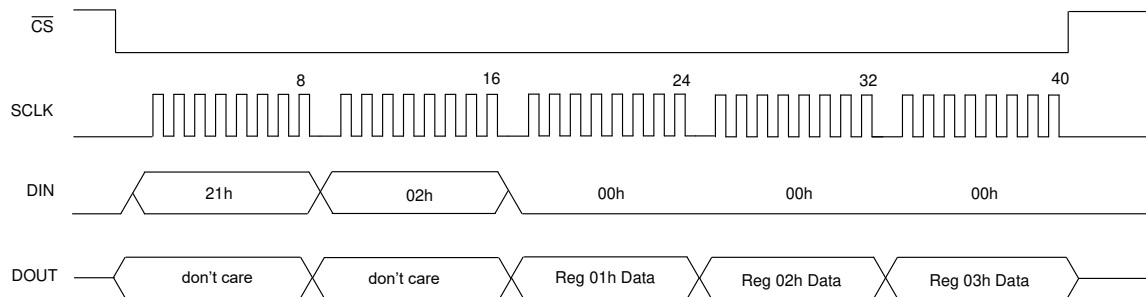 CS
8 16 24 32 40
SCLK
DIN 21h 02h 00h 00h 00h
DOUT don't care don't care Reg 01h Data Reg 02h Data Reg 03h Data